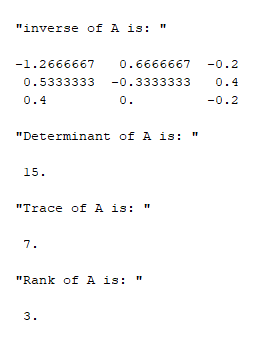 "inverse of A is: "
-1.2666667 0.6666667 -0.2
0.5333333 -0.3333333 0.4
0.4 0. -0.2
"Determinant of A is: "
15.
"Trace of A is: "
7.
"Rank of A is: "
3.